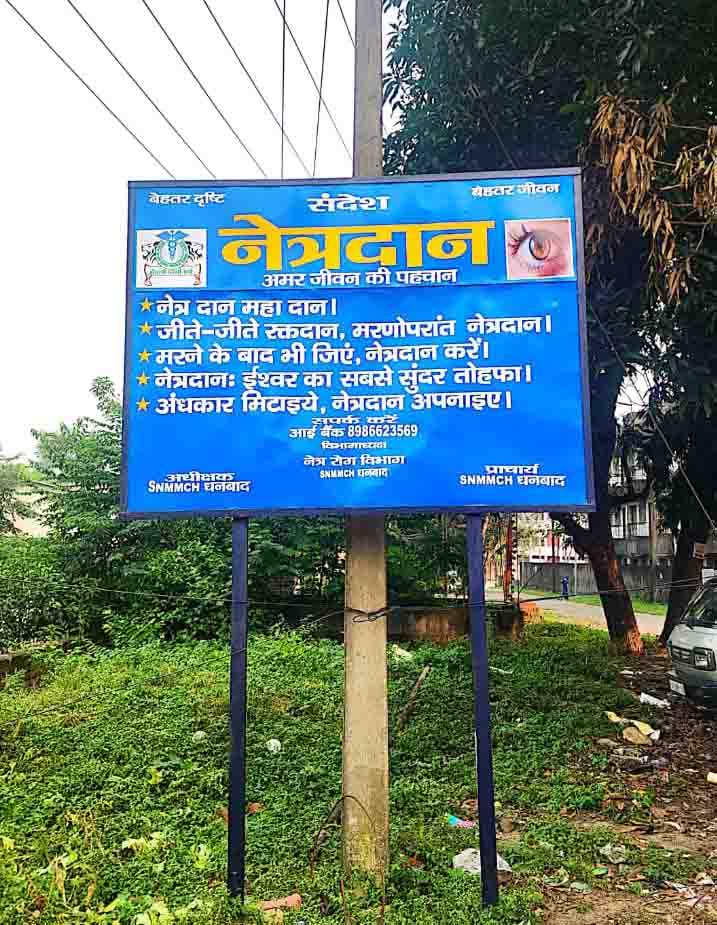 बेहतर दृष्टि
संदेश
बेहतर जीवन
नेत्रदान
अमर जीवन की पहचान
नेत्र दान महा दान।
जीते-जीते रक्तदान, मरणोपरांत नेत्रदान।
मरने के बाद भी जिएं, नेत्रदान करें।
नेत्रदान: ईश्वर का सबसे सुंदर तोहफा।
अंधकार मिटाइये, नेत्रदान अपनाइए।
संपर्क करें
आई बैंक 8986623569
विभागाध्यक्ष
नेत्र रोग विभाग
SNMMCH धनबाद
अधीक्षक
SNMMCH धनबाद
प्राचार्य
SNMMCH धनबाद